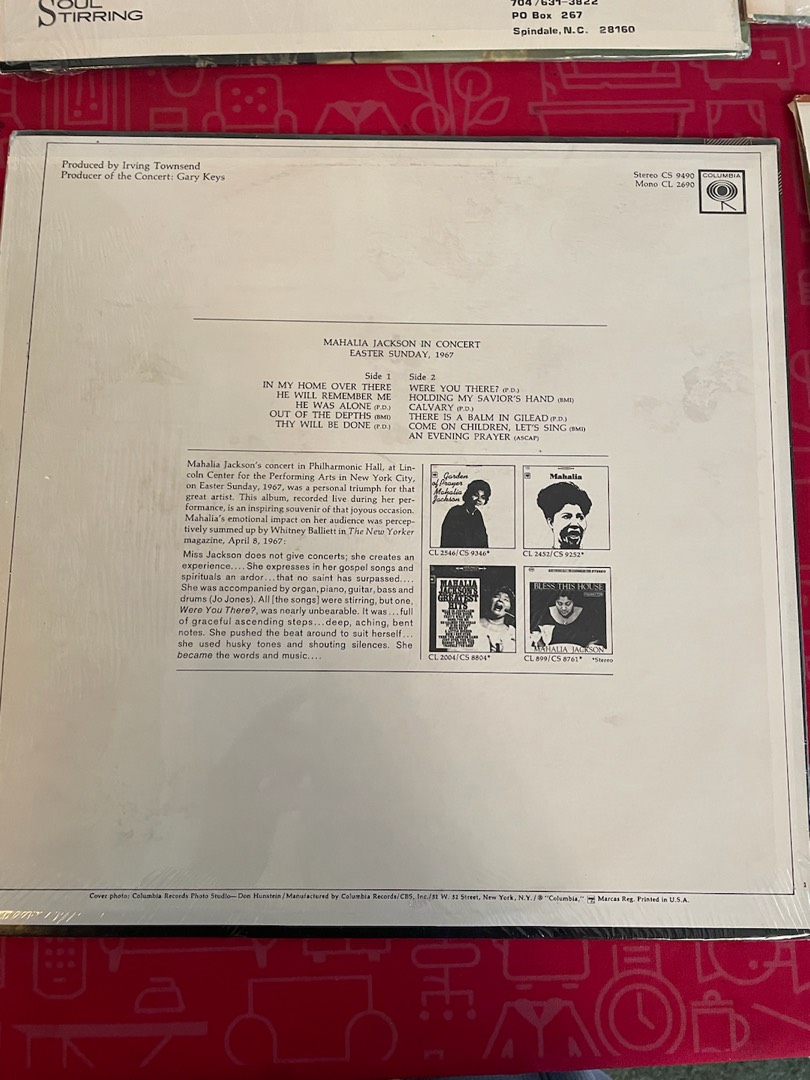 SOUL
STIRRING
704/631-3822
PO Box 267
Spindale, N.C. 28160
Produced by Irving Townsend
Producer of the Concert: Gary Keys
Stereo CS 9490
Mono CL 2690
COLUMBIA
MAHALIA JACKSON IN CONCERT
EASTER SUNDAY, 1967
Side 1
IN MY HOME OVER THERE
HE WILL REMEMBER ME
HE WAS ALONE (P.D.)
OUT OF THE DEPTHS (BMI)
THY WILL BE DONE (P.D.)
Side 2
WERE YOU THERE? (P.D.)
HOLDING MY SAVIOR'S HAND (BMI)
CALVARY (P.D.)
THERE IS A BALM IN GILEAD (P.D.)
COME ON CHILDREN, LET'S SING (BMI)
AN EVENING PRAYER (ASCAP)
Mahalia Jackson's concert in Philharmonic Hall, at Lin-
coln Center for the Performing Arts in New York City,
on Easter Sunday, 1967, was a personal triumph for that
great artist. This album, recorded live during her per-
formance, is an inspiring souvenir of that joyous occasion.
Mahalia's emotional impact on her audience was percep-
tively summed up by Whitney Balliett in The New Yorker
magazine, April 8, 1967:
Miss Jackson does not give concerts; she creates an
experience.... She expresses in her gospel songs and
spirituals an ardor...that no saint has surpassed....
She was accompanied by organ, piano, guitar, bass and
drums (Jo Jones). All [the songs] were stirring, but one,
Were You There?, was nearly unbearable. It was...full
of graceful ascending steps...deep, aching, bent
notes. She pushed the beat around to suit herself...
she used husky tones and shouting silences. She
became the words and music....
Garden
of Prayer
Mahalia
Jackson
CL 2546/CS 9346*
Mahalia
CL 2452/CS 9252*
MAHALIA
JACKSON'S
GREATEST
HITS
CL 2004/CS 8804*
BLESS THIS HOUSE
MAHALIA JACKSON
CL 899/CS 8761* *Stereo
Cover photo: Columbia Records Photo Studio—Don Hunstein/Manufactured by Columbia Records/CBS, Inc./51 W. 52 Street, New York, N.Y./® "Columbia," Marcas Reg. Printed in U.S.A.
1